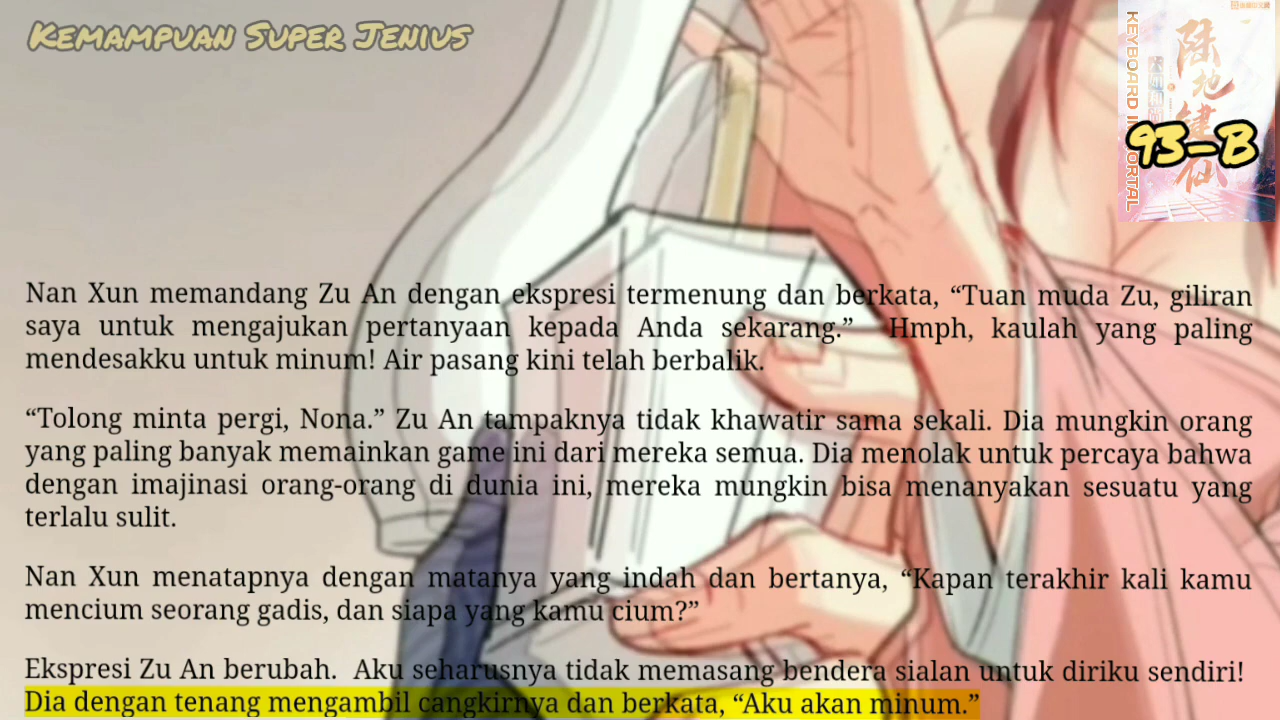 Kemampuan Super Jenius
陆地键仙
KEYBOARD IMMORTAL
93-B
Nan Xun memandang Zu An dengan ekspresi termenung dan berkata, “Tuan muda Zu, giliran
saya untuk mengajukan pertanyaan kepada Anda sekarang.” Hmph, kaulah yang paling
mendesakku untuk minum! Air pasang kini telah berbalik.
“Tolong minta pergi, Nona.” Zu An tampaknya tidak khawatir sama sekali. Dia mungkin orang
yang paling banyak memainkan game ini dari mereka semua. Dia menolak untuk percaya bahwa
dengan imajinasi orang-orang di dunia ini, mereka mungkin bisa menanyakan sesuatu yang
terlalu sulit.
Nan Xun menatapnya dengan matanya yang indah dan bertanya, “Kapan terakhir kali kamu
mencium seorang gadis, dan siapa yang kamu cium?”
Ekspresi Zu An berubah. Aku seharusnya tidak memasang bendera sialan untuk diriku sendiri!
Dia dengan tenang mengambil cangkirnya dan berkata, “Aku akan minum.”